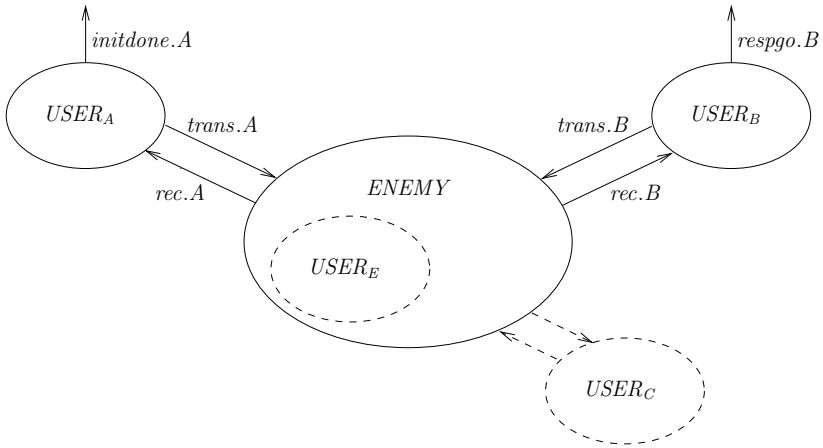 initdone.A
respgo.B
USER_A
USER_B
trans.A
trans.B
ENEMY
rec.A
rec.B
USER_E
USER_C